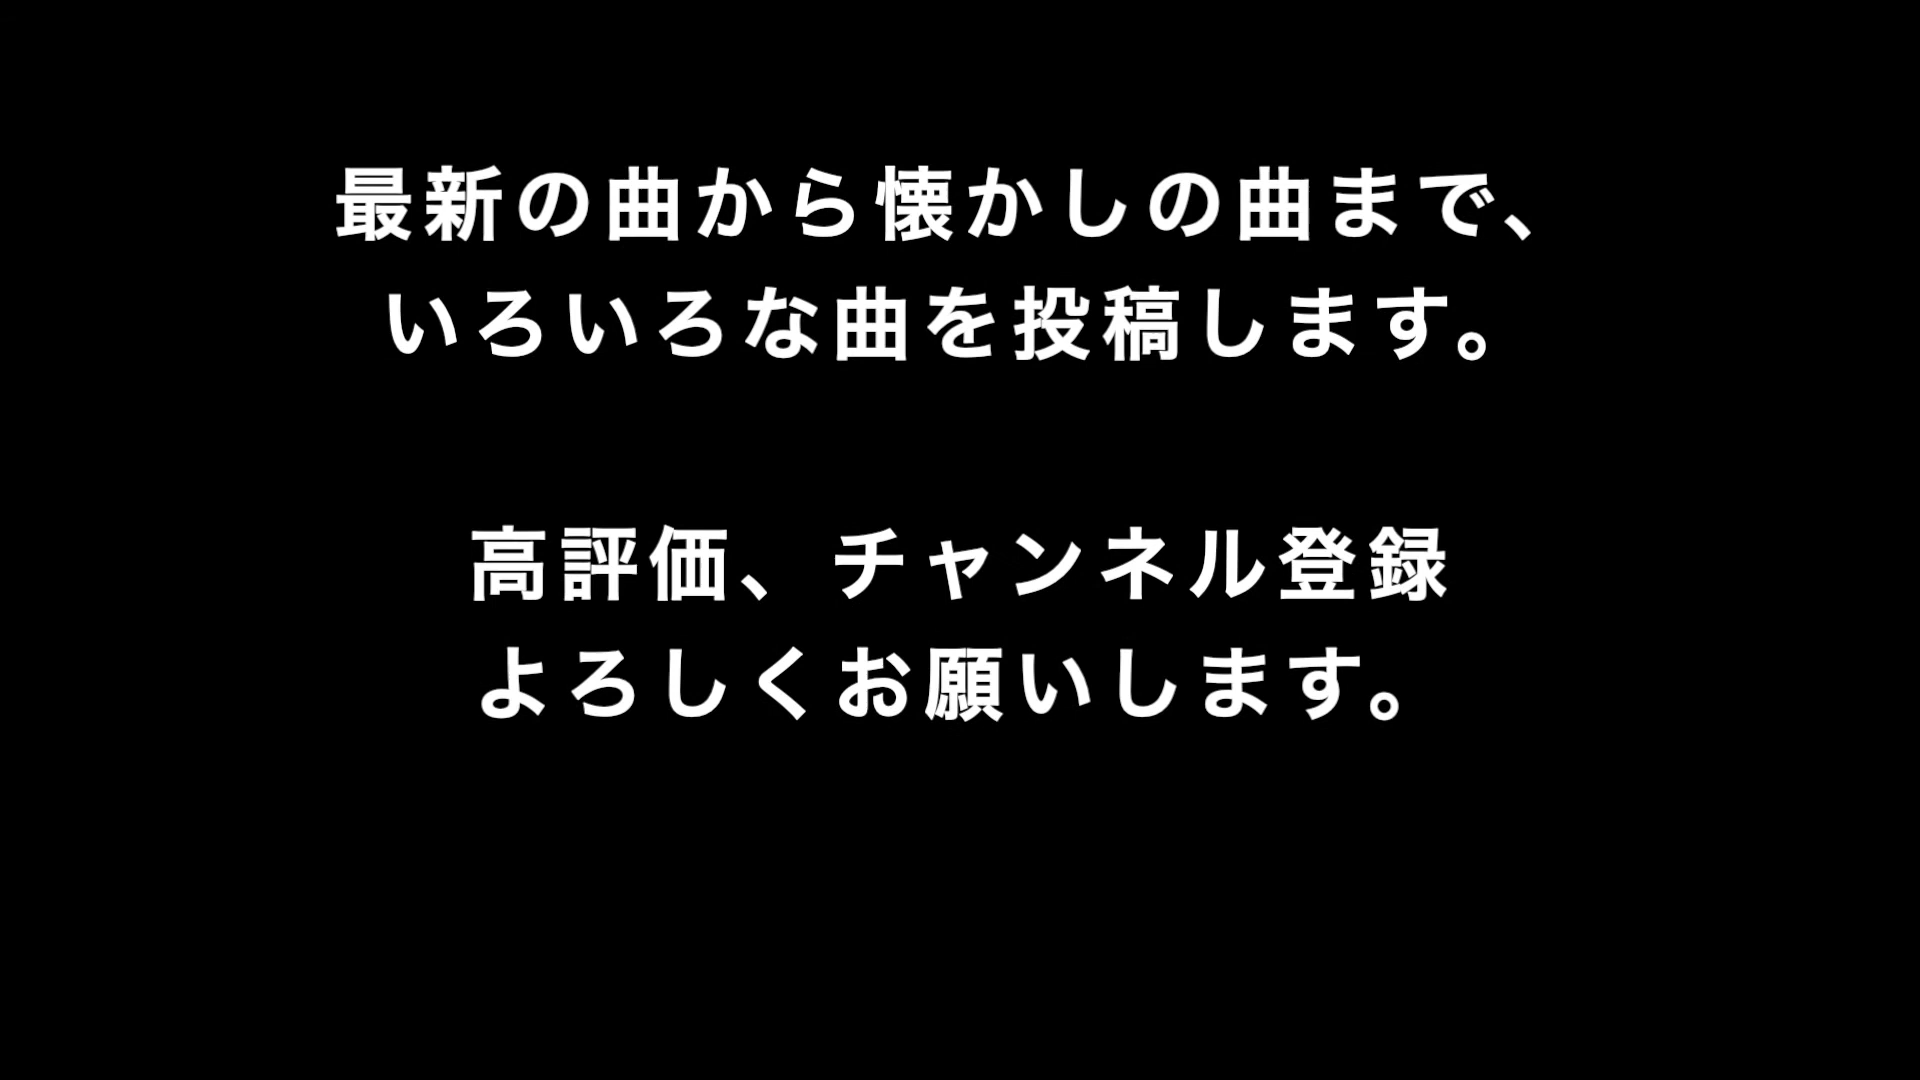 最新の曲から懐かしの曲まで、
いろいろな曲を投稿します。
高評価、チャンネル登録
よろしくお願いします。